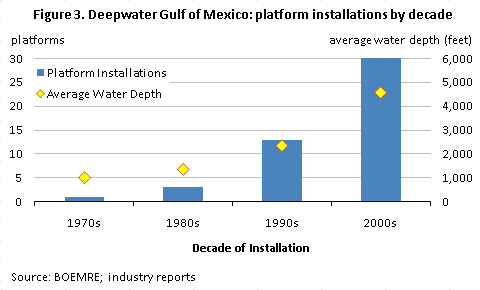 Figure 3. Deepwater Gulf of Mexico: platform installations by decade
platforms average water depth (feet)
30 6,000
Platform Installations
25 5,000
Average Water Depth
20 4,000
15 3,000
10 2,000
5 1,000
0 0
1970s 1980s 1990s 2000s
Decade of Installation
Source: BOEMRE; industry reports